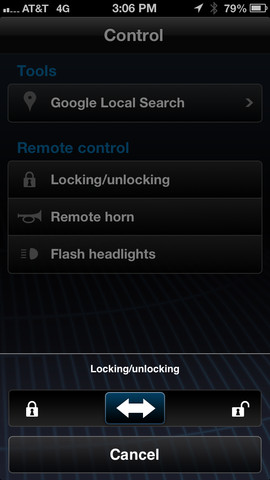 AT&T 4G 3:06 PM 79%
Control
Tools
Google Local Search
Remote control
Locking/unlocking
Remote horn
Flash headlights
Locking/unlocking
Cancel